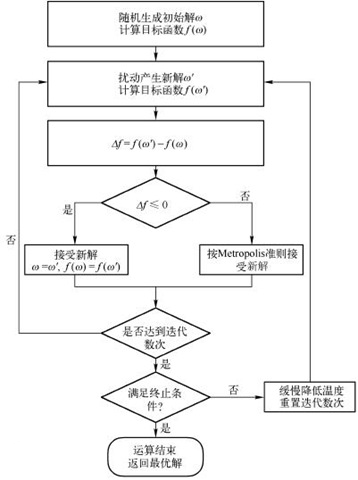 随机生成初始解ω
计算目标函数f(ω)
扰动产生新解ω′
计算目标函数f(ω′)
Δf=f(ω′)−f(ω)
Δf≤0
是
否
接受新解
ω=ω′, f(ω)=f(ω′)
按Metropolis准则接
受新解
否
是否达到迭代
数次
是
满足终止条
件?
否
缓慢降低温度
重置迭代数次
是
运算结束
返回最优解